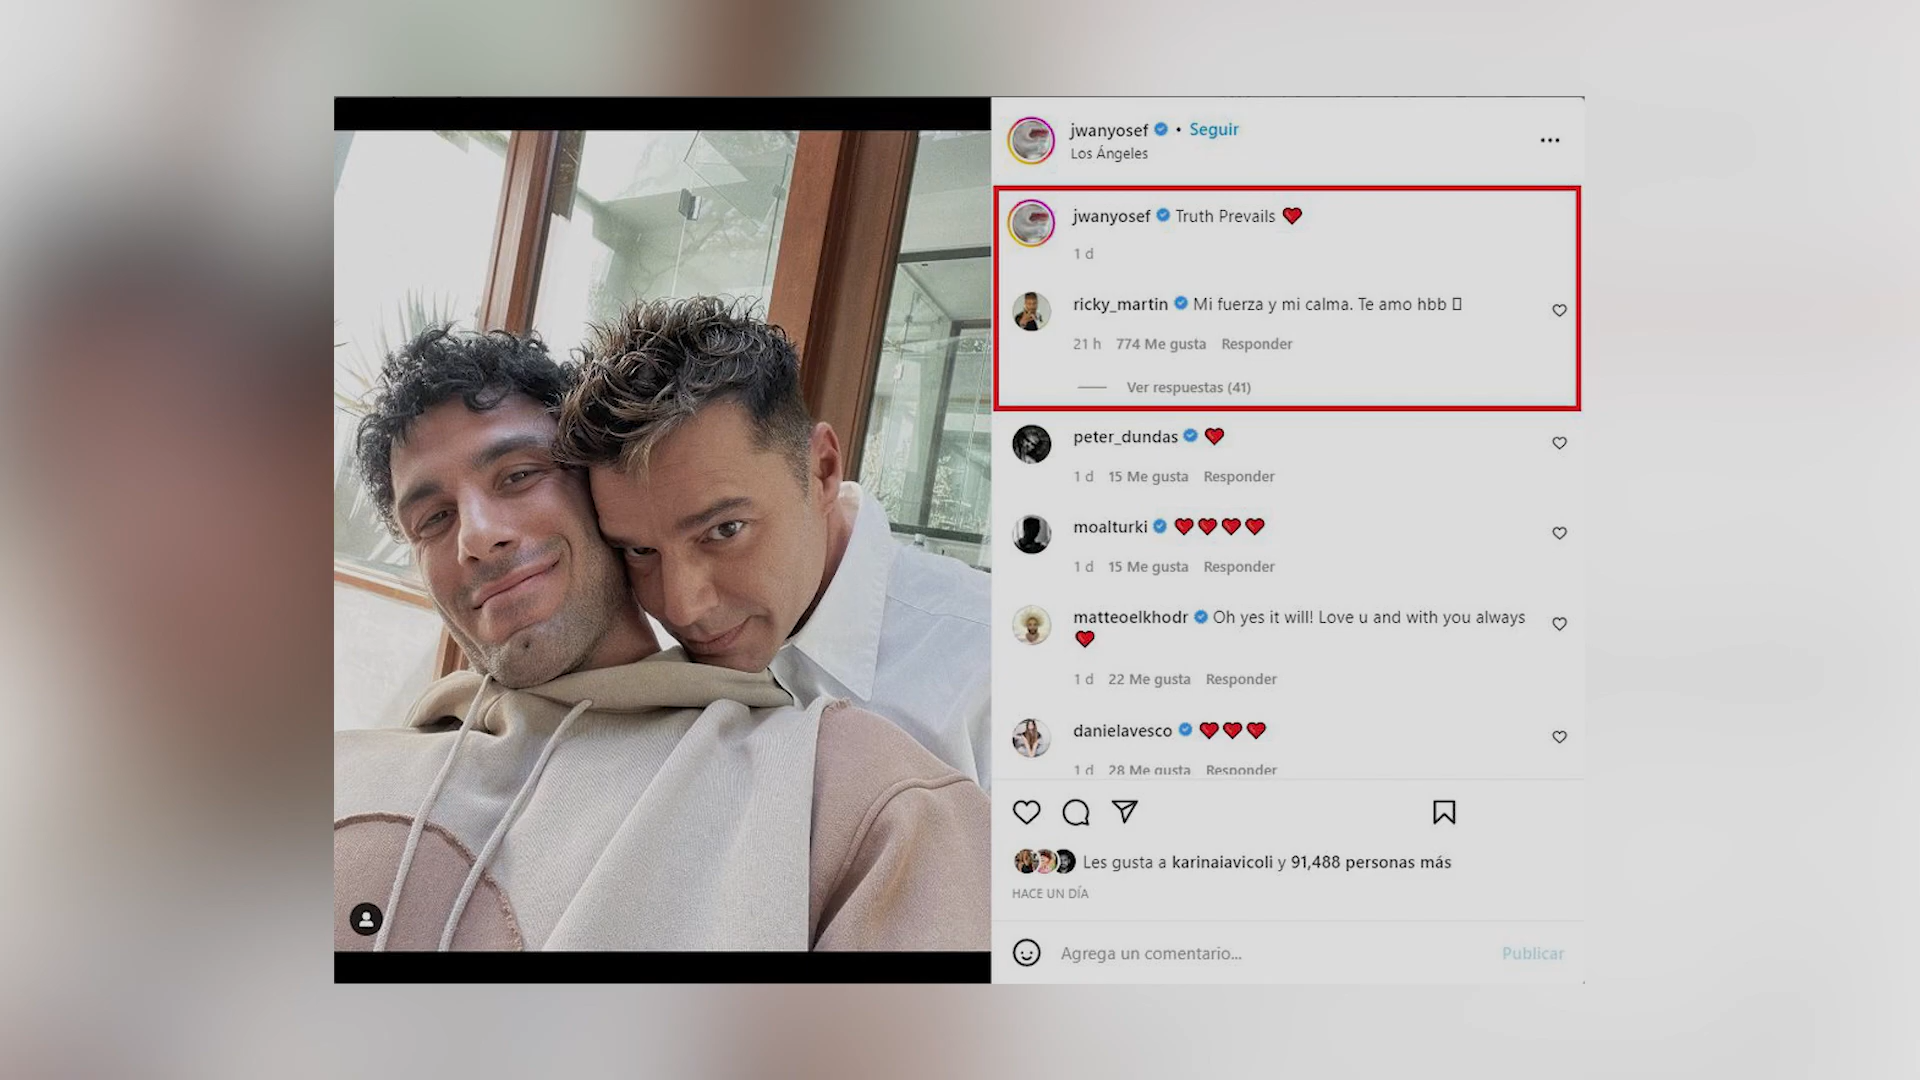 jwanyosef • Seguir
Los Ángeles
jwanyosef Truth Prevails ❤
1 d
ricky_martin Mi fuerza y mi calma. Te amo hbb
21 h 774 Me gusta Responder
Ver respuestas (41)
peter_dundas ❤
1 d 15 Me gusta Responder
moalturki ❤❤❤❤
1 d 15 Me gusta Responder
matteoelkhodr Oh yes it will! Love u and with you always
❤
1 d 22 Me gusta Responder
danielavesco ❤❤❤
1 d 28 Me gusta Responder
Les gusta a karinaiavicoli y 91,488 personas más
HACE UN DÍA
Agrega un comentario... Publicar